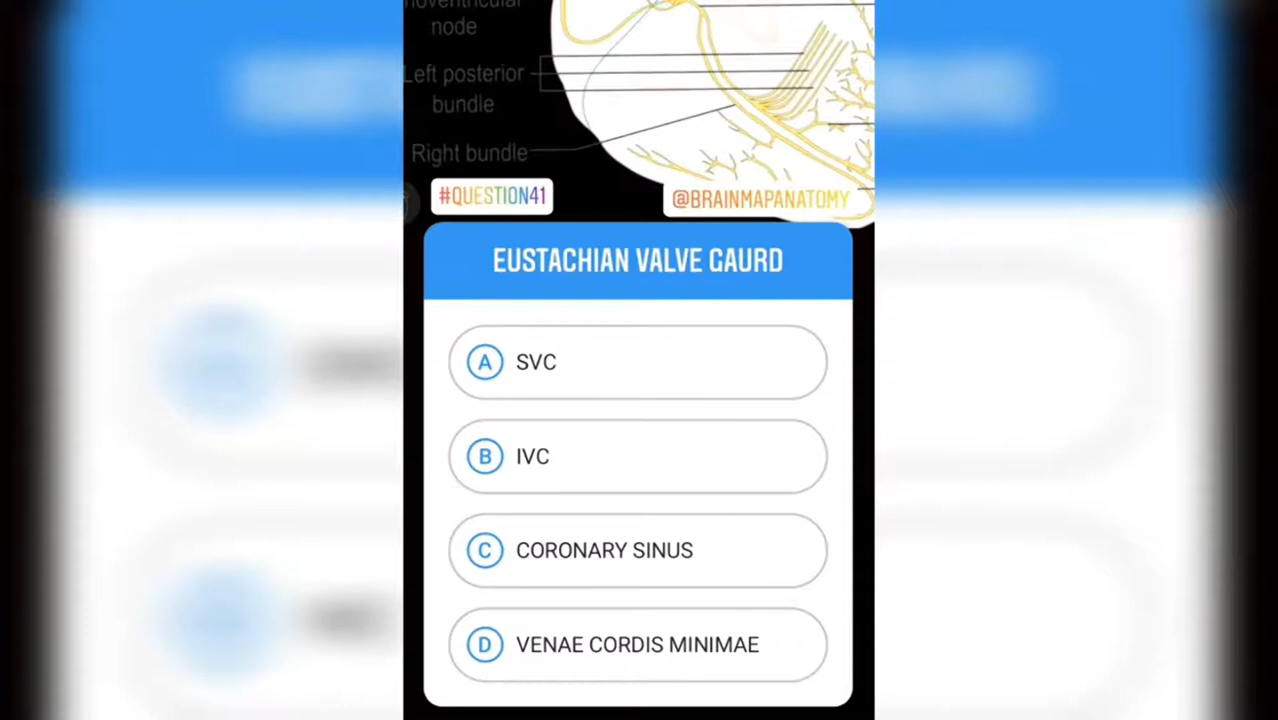 node
Left posterior
bundle
Right bundle
#QUESTION41
@BRAINMAPANATOMY
EUSTACHIAN VALVE GAURD
A SVC
B IVC
C CORONARY SINUS
D VENAE CORDIS MINIMAE